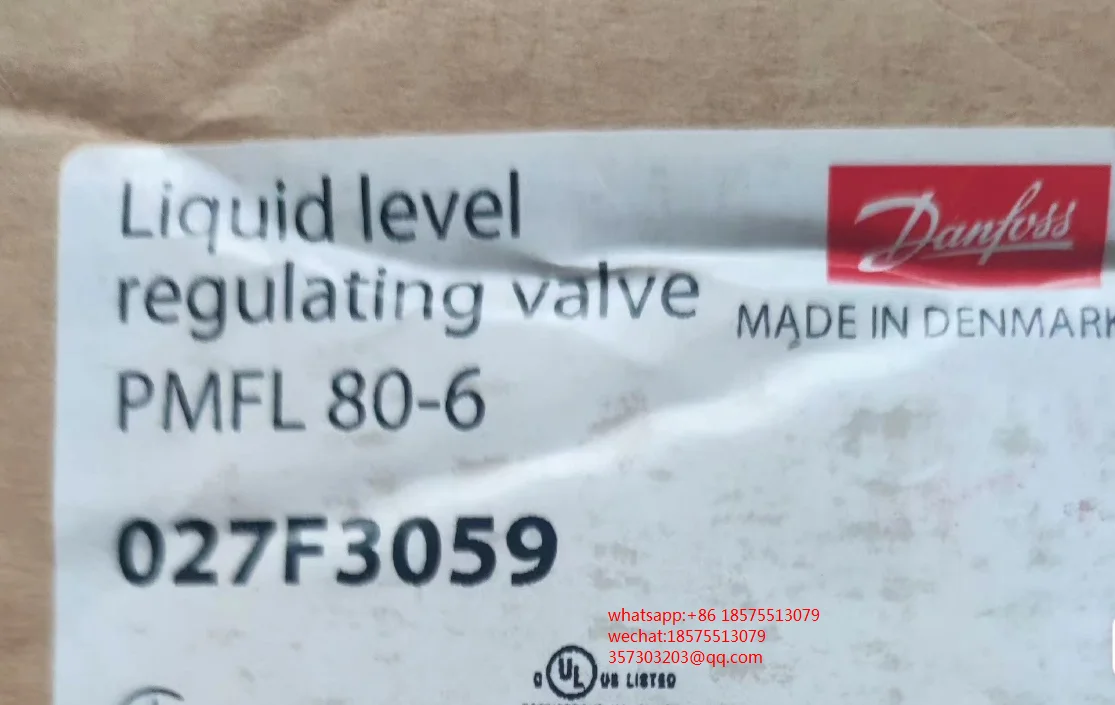 Liquid level
regulating valve
PMFL 80-6
027F3059
Danfoss
MADE IN DENMARK
whatsapp:+86 18575513079
wechat:18575513079
357303203@qq.com
C UL US LISTED